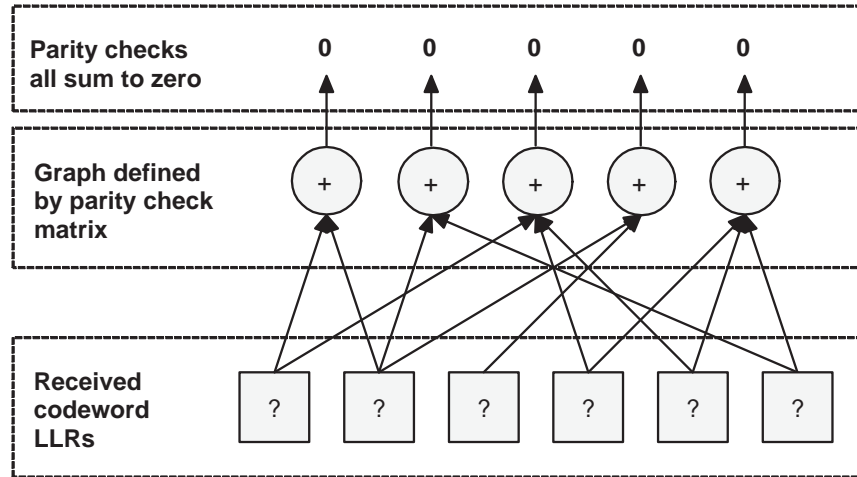 Parity checks
all sum to zero
0 0 0 0 0
Graph defined
by parity check
matrix
+ + + + +
Received
codeword
LLRs
? ? ? ? ? ?